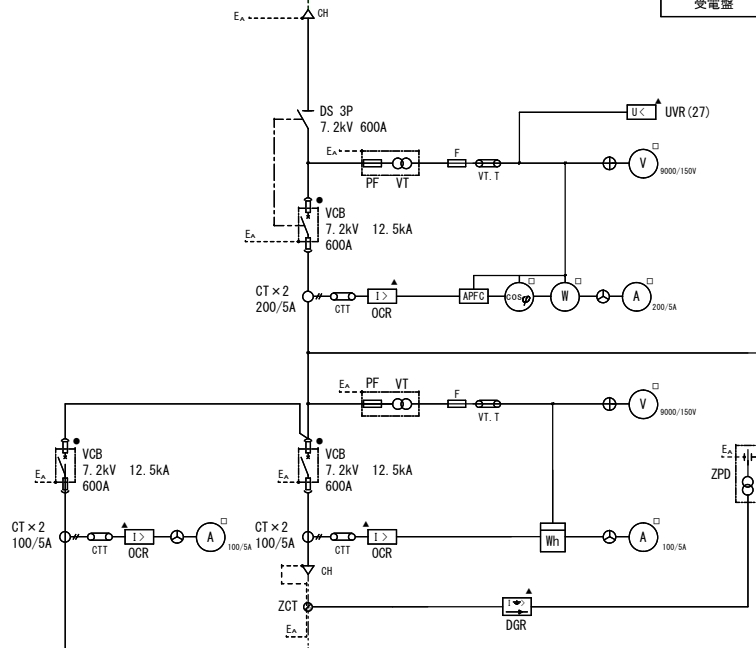 受電盤
EA CH
DS 3P
7.2kV 600A
U< UVR(27)
EA
PF VT
F
VT.T
V
9000/150V
VCB
7.2kV 12.5kA
600A
EA
CT×2
200/5A
CTT
I>
OCR
APFC
cosφ
W
A
200/5A
EA
PF VT
F
VT.T
V
9000/150V
VCB
7.2kV 12.5kA
600A
EA
VCB
7.2kV 12.5kA
600A
EA
EA
ZPD
CT×2
100/5A
CTT
I>
OCR
A
100/5A
CT×2
100/5A
CTT
I>
OCR
Wh
A
100/5A
CH
ZCT
I
DGR
EA